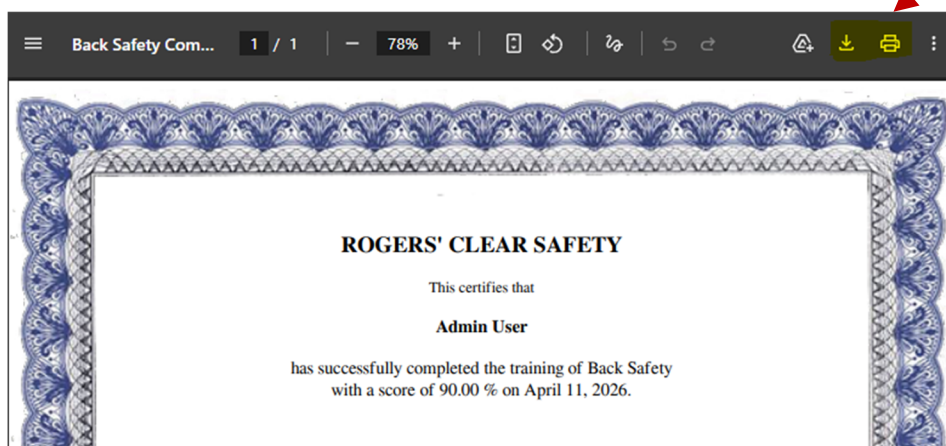 Back Safety Com... 1 / 1 78%
ROGERS' CLEAR SAFETY
This certifies that
Admin User
has successfully completed the training of Back Safety
with a score of 90.00 % on April 11, 2026.